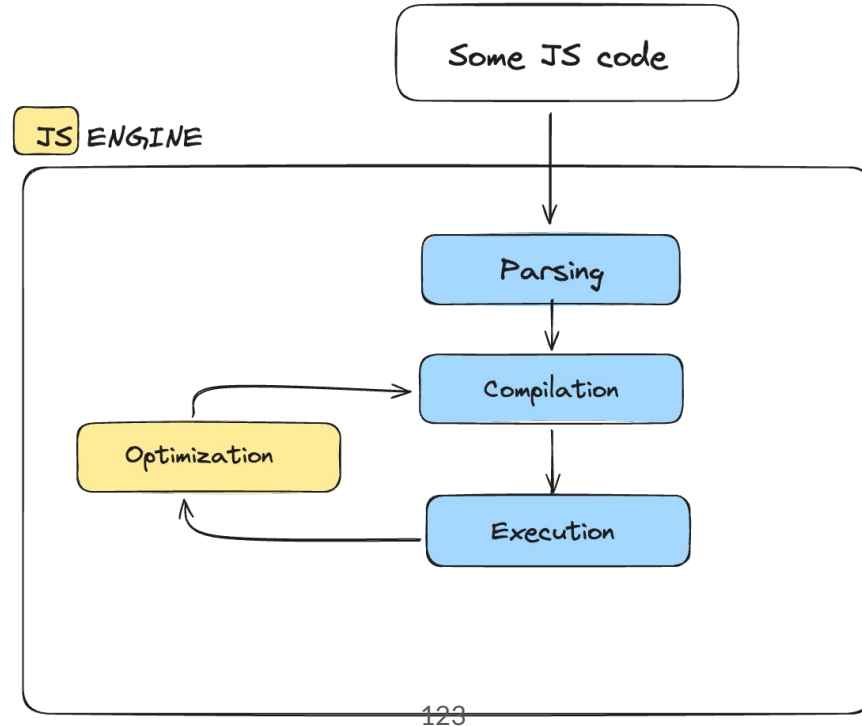 Some JS code
JS ENGINE
Parsing
Compilation
Optimization
Execution
123